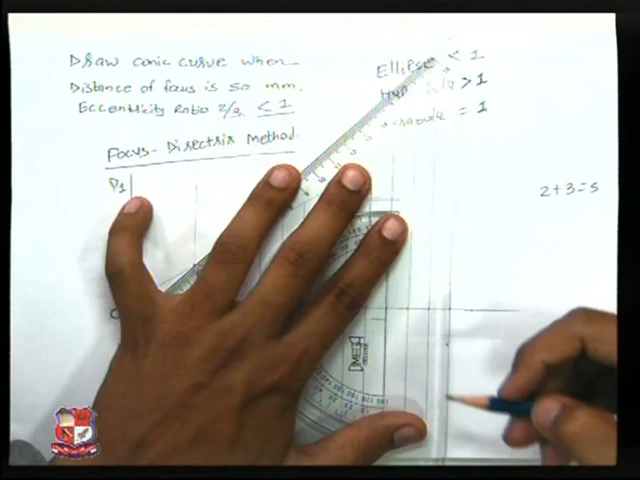 Draw conic curve when
Distance of focus is 50 mm.
Eccentricity Ratio 2/3. < 1
Focus - Directrix Method.
D1
Ellipse < 1
> 1
= 1
2+3=5
OMEGA